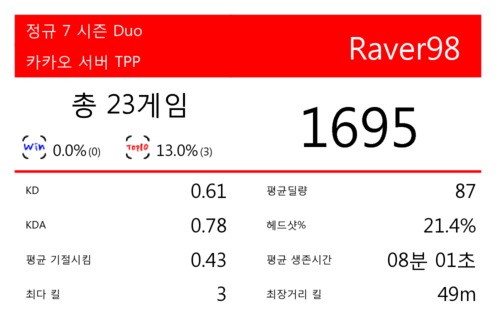 정규 7 시즌 Duo
카카오 서버 TPP
Raver98
총 23게임
Win 0.0% (0)
TOP10 13.0% (3)
1695
KD 0.61
평균딜량 87
KDA 0.78
헤드샷% 21.4%
평균 기절시킴 0.43
평균 생존시간 08분 01초
최다 킬 3
최장거리 킬 49m